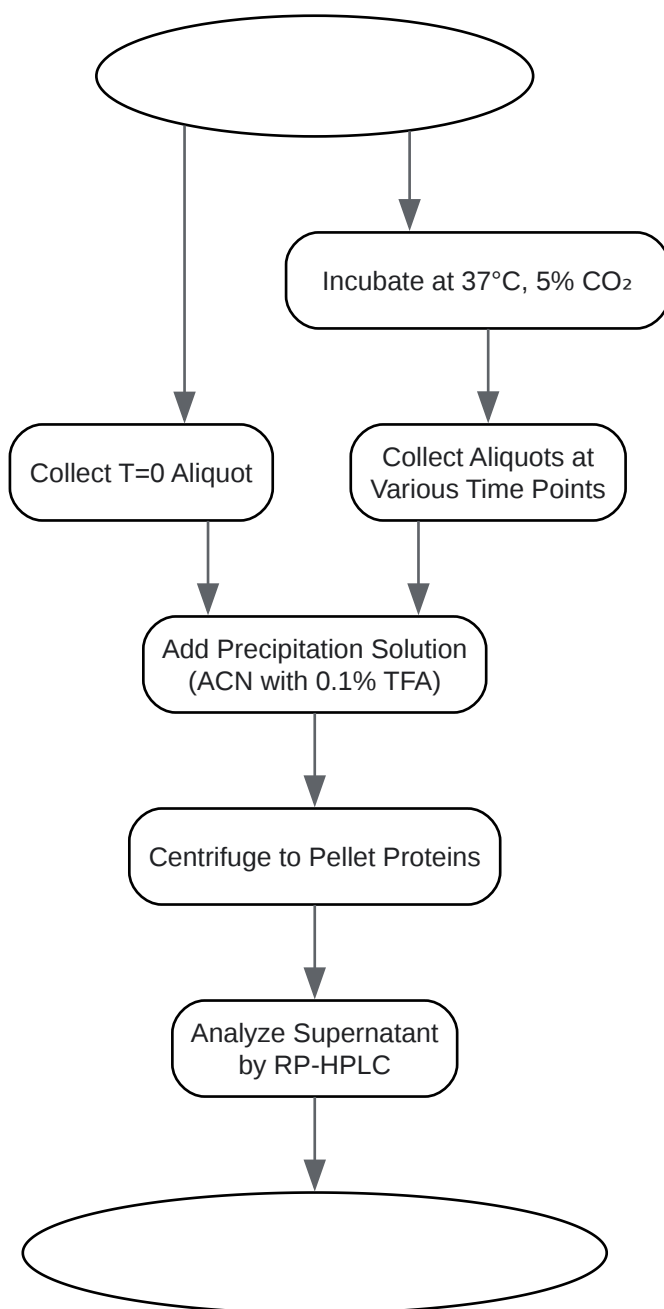 Incubate at 37°C, 5% CO₂
Collect T=0 Aliquot
Collect Aliquots at
Various Time Points
Add Precipitation Solution
(ACN with 0.1% TFA)
Centrifuge to Pellet Proteins
Analyze Supernatant
by RP-HPLC